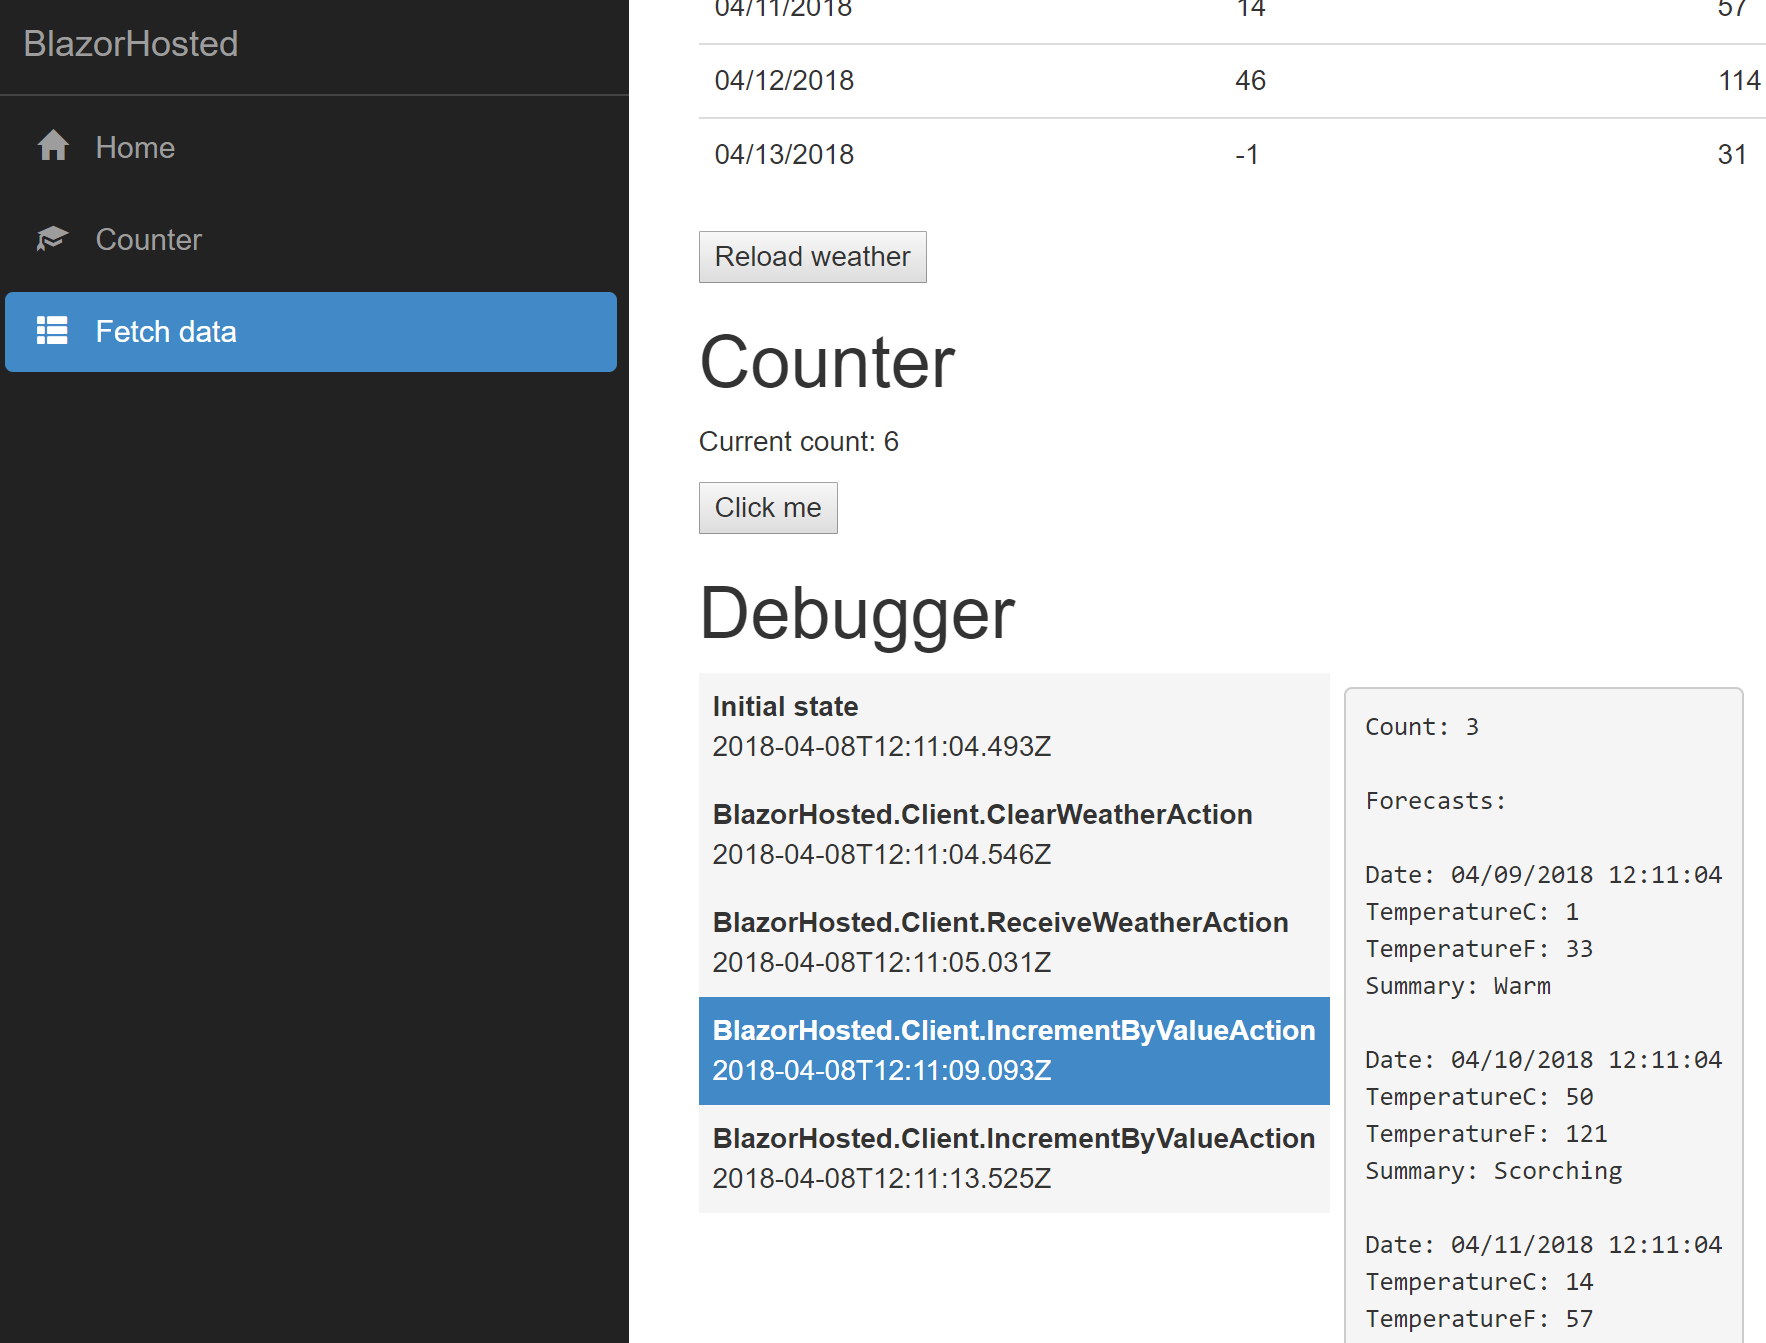 BlazorHosted
Home
Counter
Fetch data
04/11/2018 14 57
04/12/2018 46 114
04/13/2018 -1 31
Reload weather
Counter
Current count: 6
Click me
Debugger
Initial state
2018-04-08T12:11:04.493Z
BlazorHosted.Client.ClearWeatherAction
2018-04-08T12:11:04.546Z
BlazorHosted.Client.ReceiveWeatherAction
2018-04-08T12:11:05.031Z
BlazorHosted.Client.IncrementByValueAction
2018-04-08T12:11:09.093Z
BlazorHosted.Client.IncrementByValueAction
2018-04-08T12:11:13.525Z
Count: 3
Forecasts:
Date: 04/09/2018 12:11:04
TemperatureC: 1
TemperatureF: 33
Summary: Warm
Date: 04/10/2018 12:11:04
TemperatureC: 50
TemperatureF: 121
Summary: Scorching
Date: 04/11/2018 12:11:04
TemperatureC: 14
TemperatureF: 57